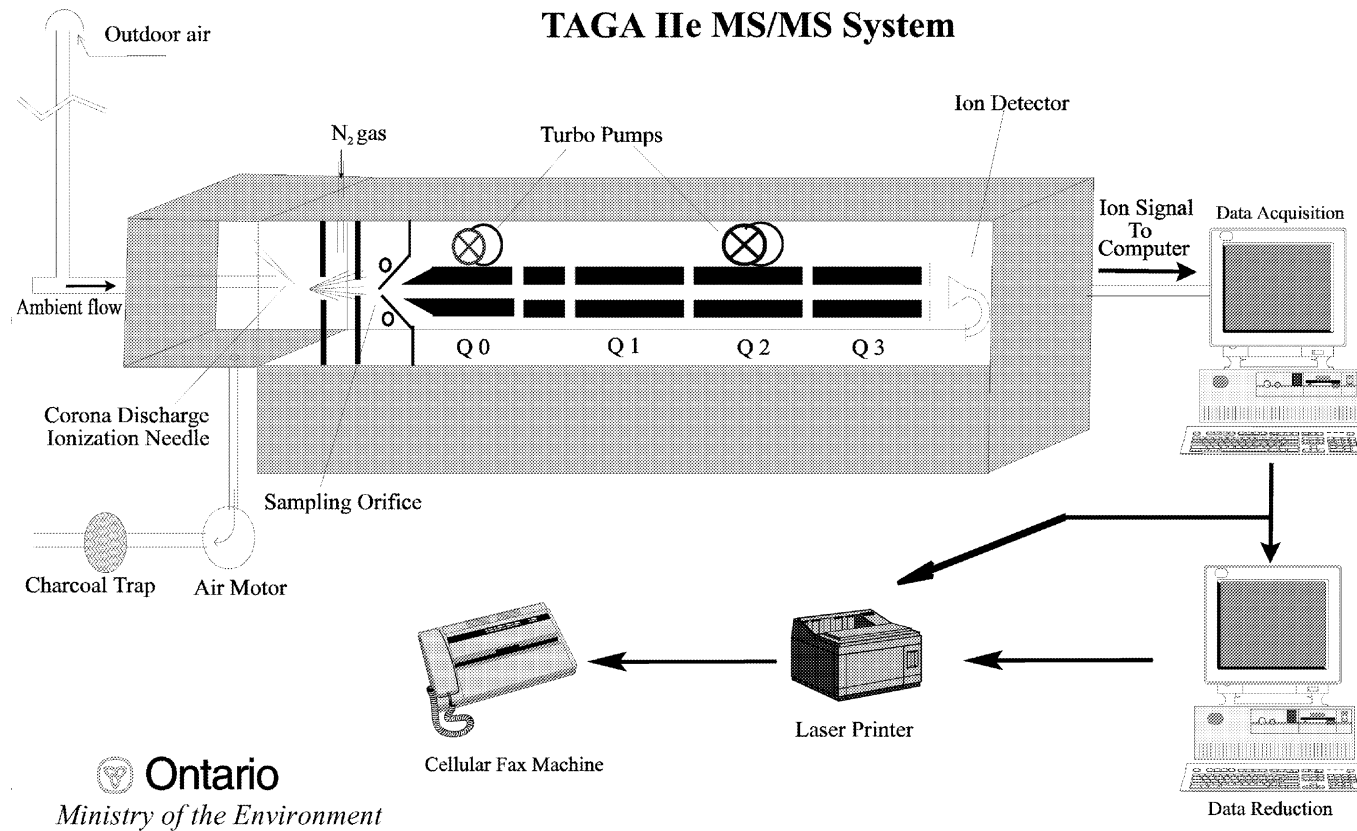 TAGA IIe MS/MS System
Outdoor air
N₂ gas
Turbo Pumps
Ion Detector
Ion Signal
To
Computer
Data Acquisition
Ambient flow
Q 0
Q 1
Q 2
Q 3
Corona Discharge
Ionization Needle
Sampling Orifice
Charcoal Trap
Air Motor
Laser Printer
Cellular Fax Machine
Data Reduction
Ontario
Ministry of the Environment